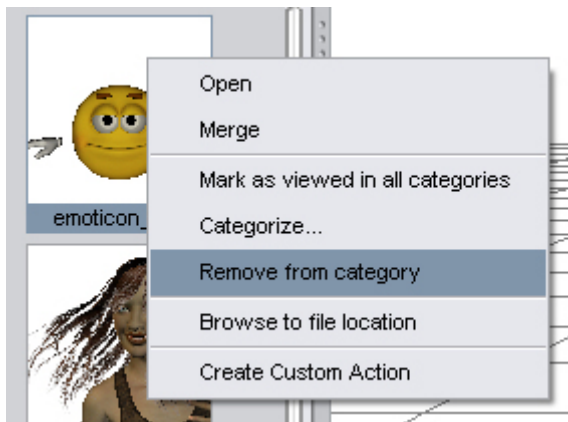 Open
Merge
Mark as viewed in all categories
emoticon_
Categorize...
Remove from category
Browse to file location
Create Custom Action